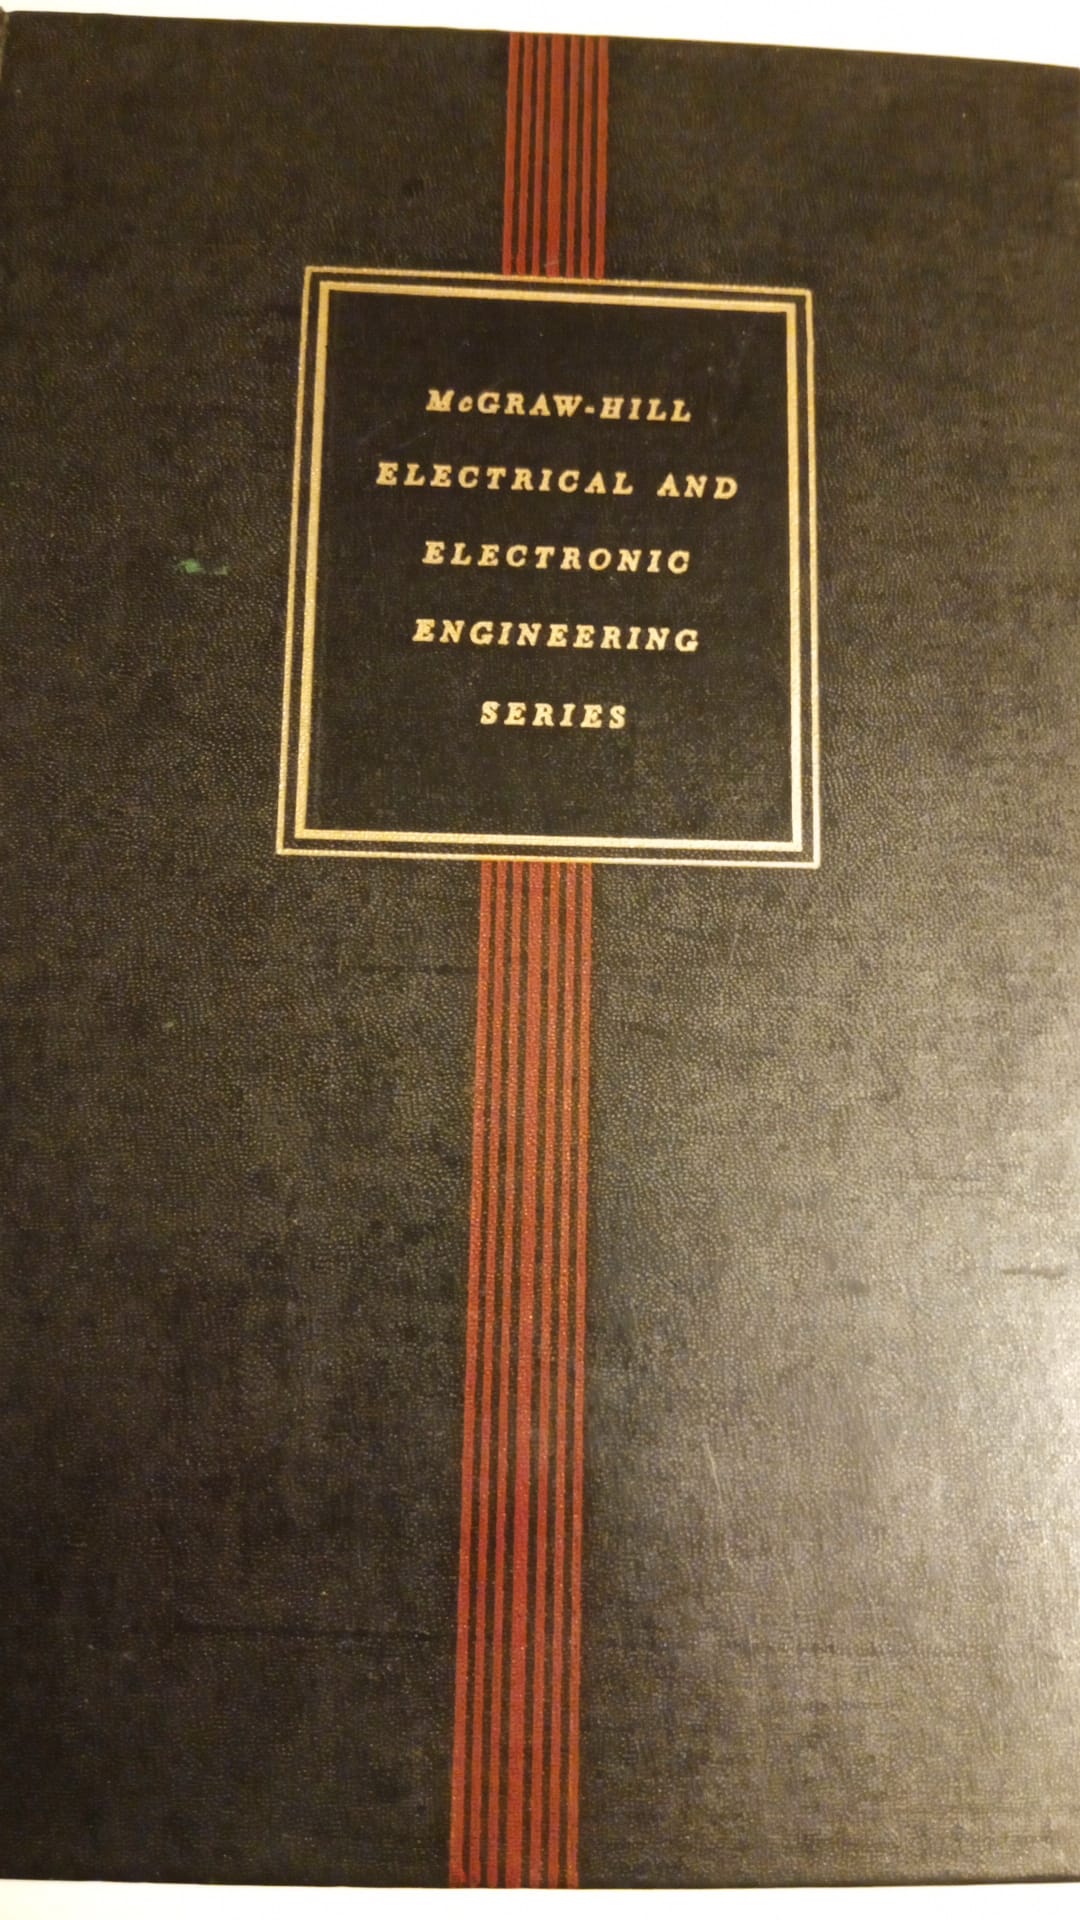 McGRAW-HILL
ELECTRICAL AND
ELECTRONIC
ENGINEERING
SERIES